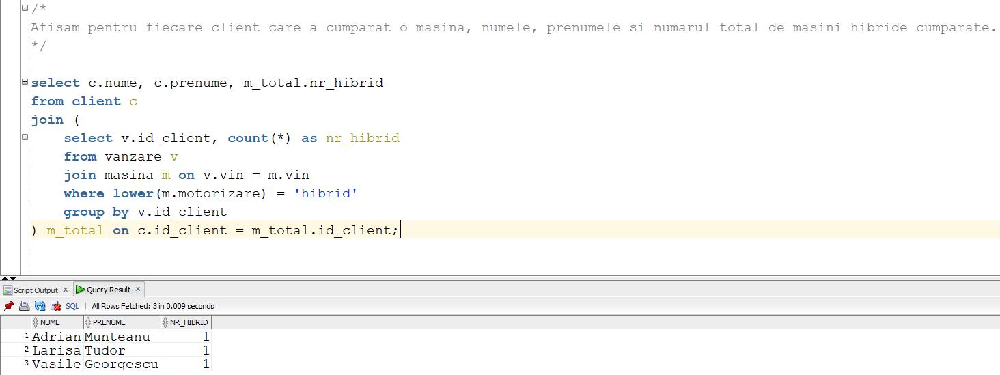 /*
Afisam pentru fiecare client care a cumparat o masina, numele, prenumele si numarul total de masini hibride cumparate.
*/
select c.nume, c.prenume, m_total.nr_hibrid
from client c
join (
select v.id_client, count(*) as nr_hibrid
from vanzare v
join masina m on v.vin = m.vin
where lower(m.motorizare) = 'hibrid'
group by v.id_client
) m_total on c.id_client = m_total.id_client;
Script Output x Query Result x
SQL | All Rows Fetched: 3 in 0.009 seconds
NUME PRENUME NR_HIBRID
1 Adrian Munteanu 1
2 Larisa Tudor 1
3 Vasile Georgescu 1